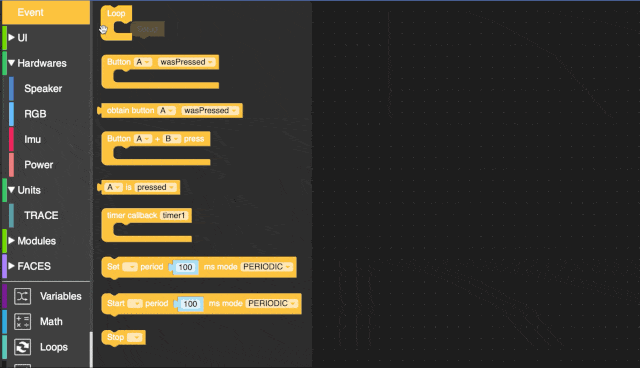 Event
UI
Hardwares
Speaker
RGB
Imu
Power
Units
TRACE
Modules
FACES
Variables
Math
Loops
Loop
Button A wasPressed
obtain button A wasPressed
Button A + B press
A is pressed
timer callback timer1
Set period 100 ms mode PERIODIC
Start period 100 ms mode PERIODIC
Stop